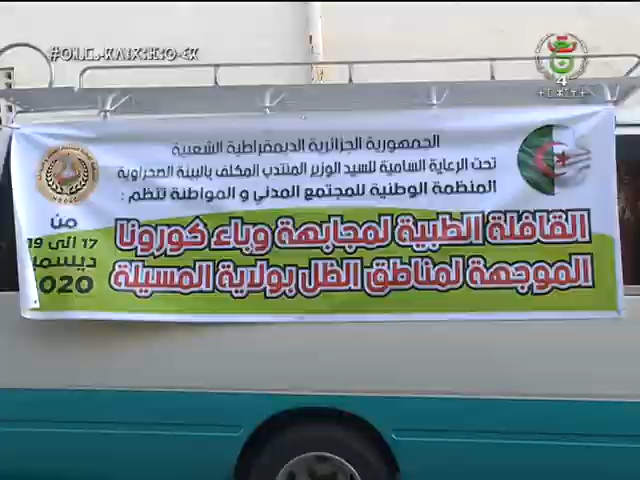 الجمهورية الجزائرية الديمقراطية الشعبية
تحت الرعاية السامية للسيد الوزير المنتدب المكلف بالبيئة الصحراوية
المنظمة الوطنية للمجتمع المدني و المواطنة تنظم :
القافلة الطبية لمجابهة وباء كورونا
الموجهة لمناطق الظل بولاية المسيلة
من
17 الى 19
ديسمبر
2020
4